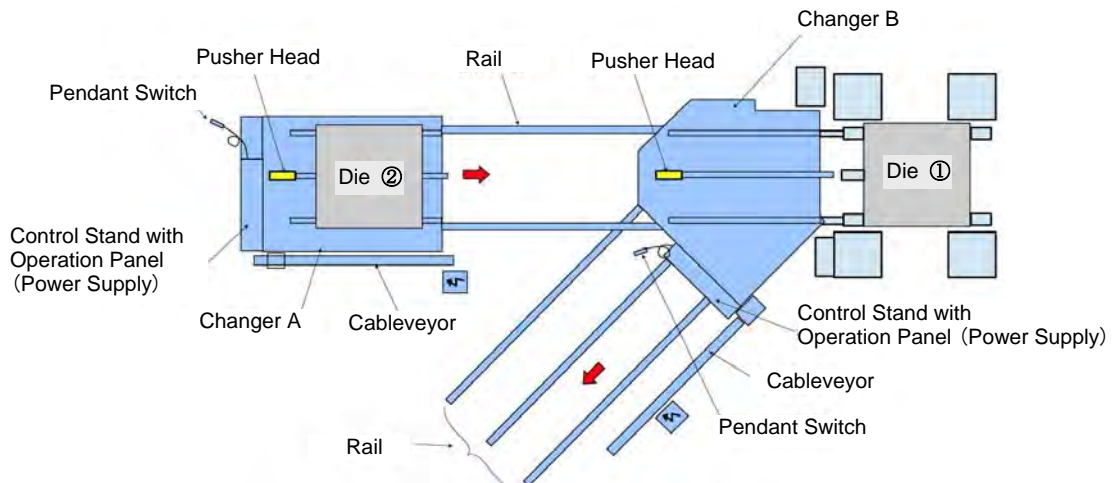 Changer B
Pusher Head
Rail
Pusher Head
Pendant Switch
Die ②
Die ①
Control Stand with
Operation Panel
（Power Supply）
Changer A
Cableveyor
Control Stand with
Operation Panel（Power Supply）
Cableveyor
Pendant Switch
Rail